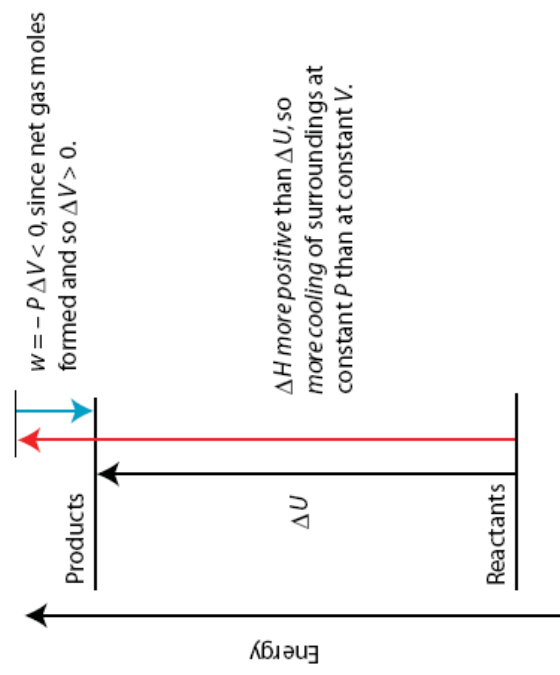 w = – P ΔV < 0, since net gas moles
formed and so ΔV > 0.
Products
ΔU
ΔH more positive than ΔU, so
more cooling of surroundings at
constant P than at constant V.
Reactants
Energy